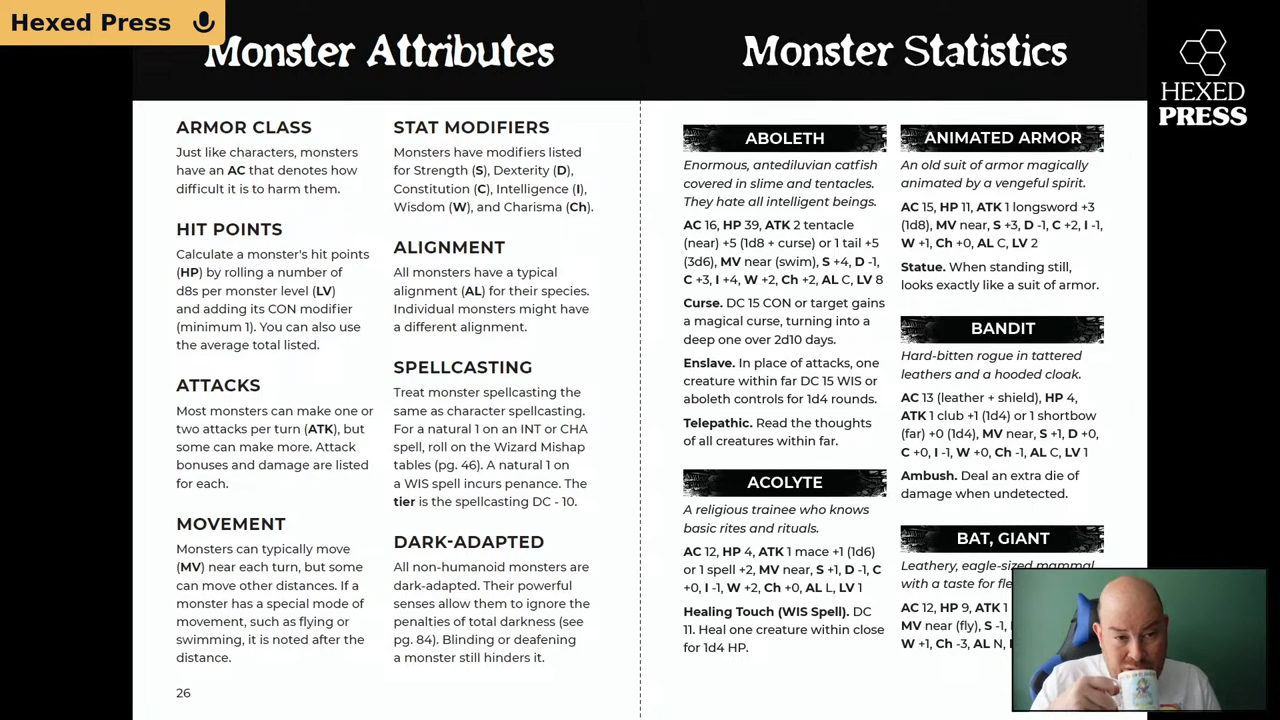 Hexed Press
Monster Attributes
ARMOR CLASS
Just like characters, monsters
have an AC that denotes how
difficult it is to harm them.
HIT POINTS
Calculate a monster's hit points
(HP) by rolling a number of
d8s per monster level (LV)
and adding its CON modifier
(minimum 1). You can also use
the average total listed.
ATTACKS
Most monsters can make one or
two attacks per turn (ATK), but
some can make more. Attack
bonuses and damage are listed
for each.
MOVEMENT
Monsters can typically move
(MV) near each turn, but some
can move other distances. If a
monster has a special mode of
movement, such as flying or
swimming, it is noted after the
distance.
26
STAT MODIFIERS
Monsters have modifiers listed
for Strength (S), Dexterity (D),
Constitution (C), Intelligence (I),
Wisdom (W), and Charisma (Ch).
ALIGNMENT
All monsters have a typical
alignment (AL) for their species.
Individual monsters might have
a different alignment.
SPELLCASTING
Treat monster spellcasting the
same as character spellcasting.
For a natural 1 on an INT or CHA
spell, roll on the Wizard Mishap
tables (pg. 46). A natural 1 on
a WIS spell incurs penance. The
tier is the spellcasting DC - 10.
DARK-ADAPTED
All non-humanoid monsters are
dark-adapted. Their powerful
senses allow them to ignore the
penalties of total darkness (see
pg. 84). Blinding or deafening
a monster still hinders it.
Monster Statistics
ABOLETH
Enormous, antediluvian catfish
covered in slime and tentacles.
They hate all intelligent beings.
AC 16, HP 39, ATK 2 tentacle
(near) +5 (1d8 + curse) or 1 tail +5
(3d6), MV near (swim), S +4, D -1,
C +3, I +4, W +2, Ch +2, AL C, LV 8
Curse. DC 15 CON or target gains
a magical curse, turning into a
deep one over 2d10 days.
Enslave. In place of attacks, one
creature within far DC 15 WIS or
aboleth controls for 1d4 rounds.
Telepathic. Read the thoughts
of all creatures within far.
ACOLYTE
A religious trainee who knows
basic rites and rituals.
AC 12, HP 4, ATK 1 mace +1 (1d6)
or 1 spell +2, MV near, S +1, D -1, C
+0, I -1, W +2, Ch +0, AL L, LV 1
Healing Touch (WIS Spell). DC
11. Heal one creature within close
for 1d4 HP.
ANIMATED ARMOR
An old suit of armor magically
animated by a vengeful spirit.
AC 15, HP 11, ATK 1 longsword +3
(1d8), MV near, S +3, D -1, C +2, I -1,
W +1, Ch +0, AL C, LV 2
Statue. When standing still,
looks exactly like a suit of armor.
BANDIT
Hard-bitten rogue in tattered
leathers and a hooded cloak.
AC 13 (leather + shield), HP 4,
ATK 1 club +1 (1d4) or 1 shortbow
(far) +0 (1d4), MV near, S +1, D +0,
C +0, I -1, W +0, Ch -1, AL C, LV 1
Ambush. Deal an extra die of
damage when undetected.
BAT, GIANT
Leathery, eagle-sized mammal
with a taste for
AC 12, HP 9, ATK 1
MV near (fly), S -1,
W +1, Ch -3, AL N,
HEXED
PRESS